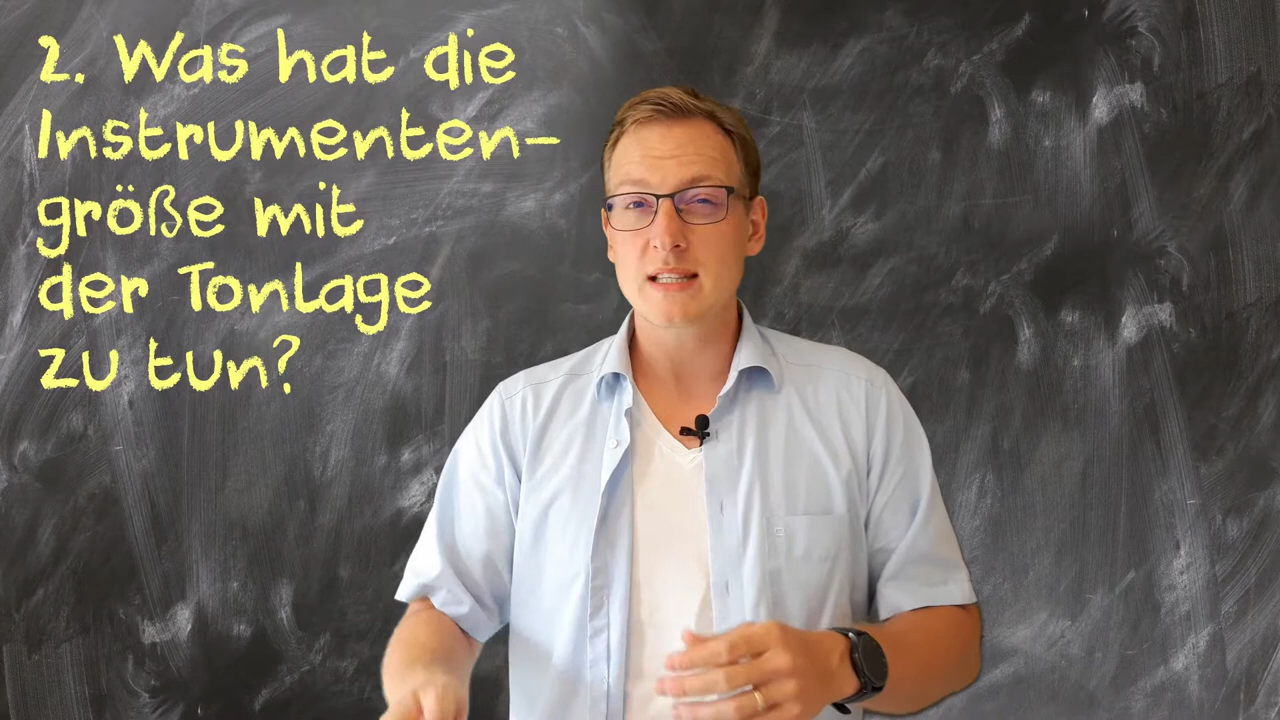 2. Was hat die
Instrumenten-
größe mit
der Tonlage
zu tun?